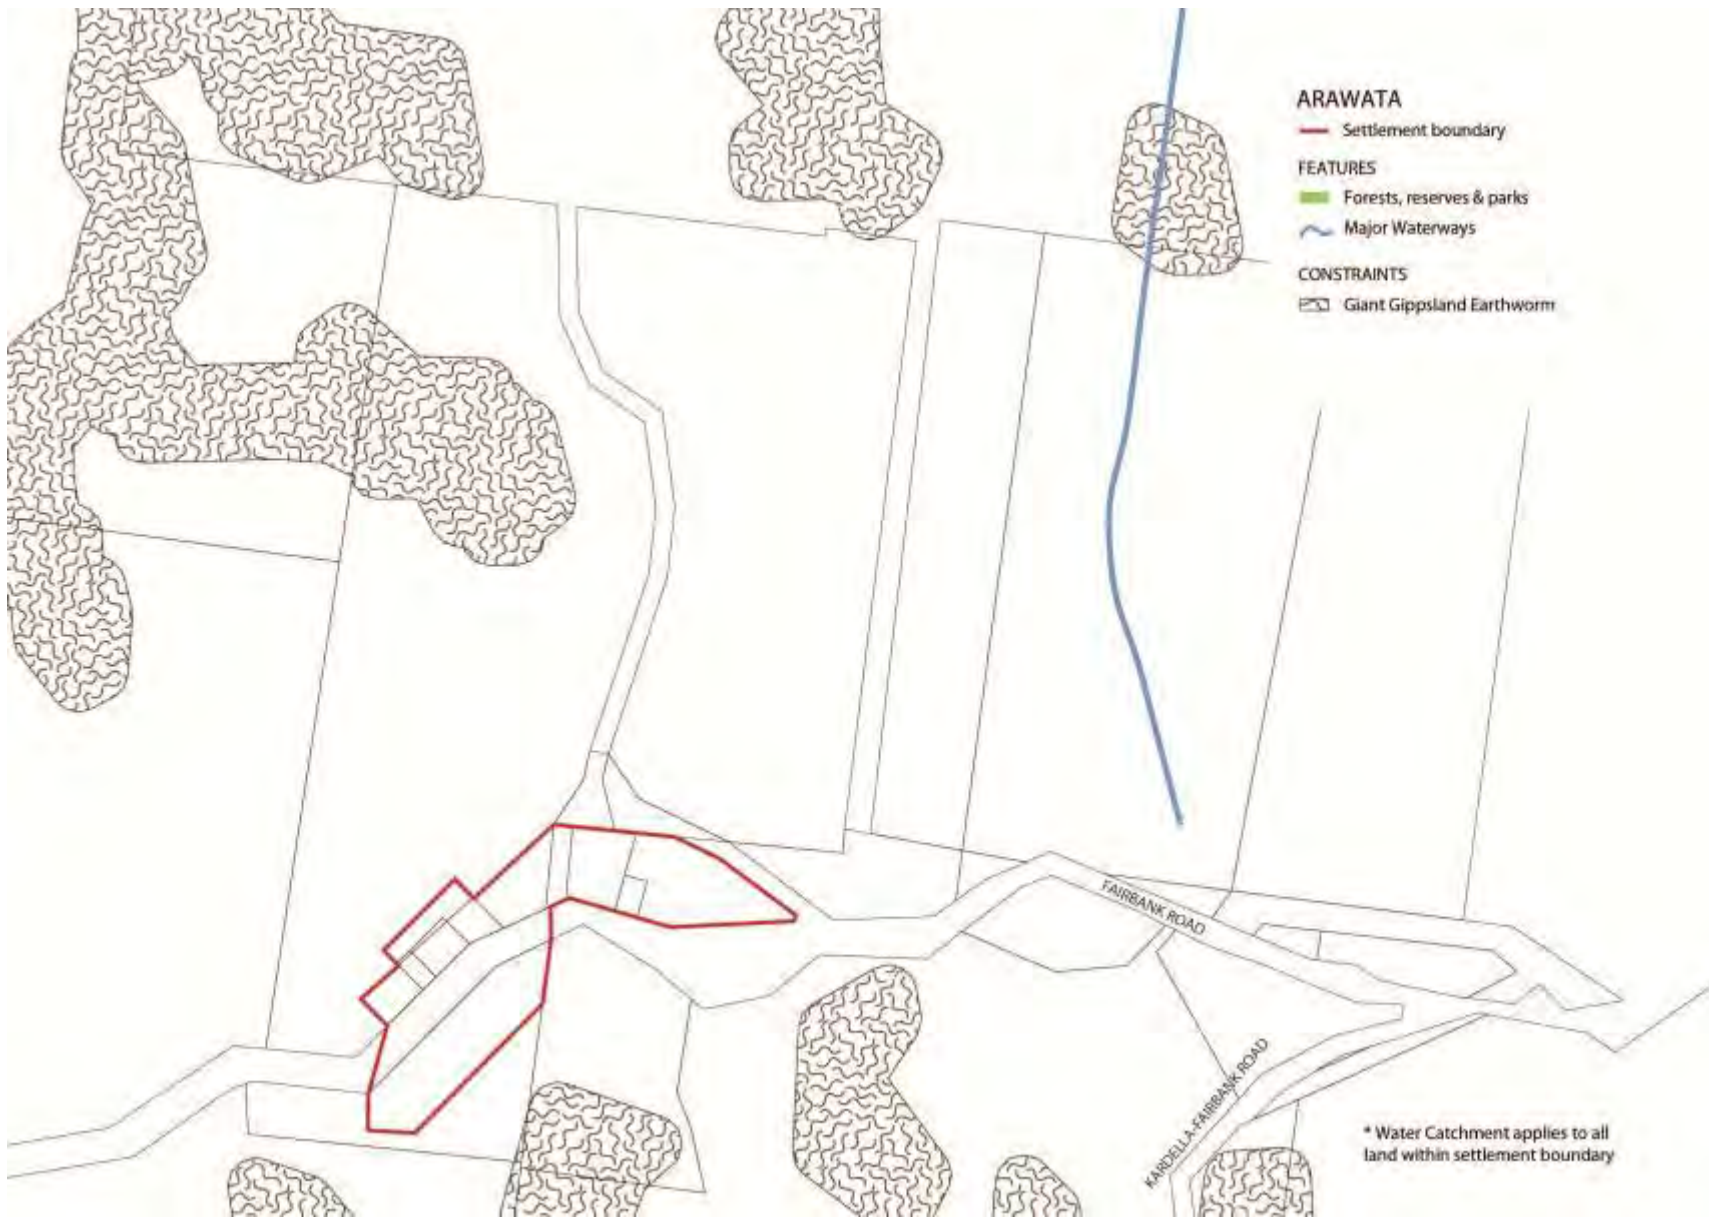 ARAWATA
Settlement boundary
FEATURES
Forests, reserves & parks
Major Waterways
CONSTRAINTS
Giant Gippsland Earthworm
FAIRBANK ROAD
KARDELLA-FAIRBANK ROAD
* Water Catchment applies to all
land within settlement boundary